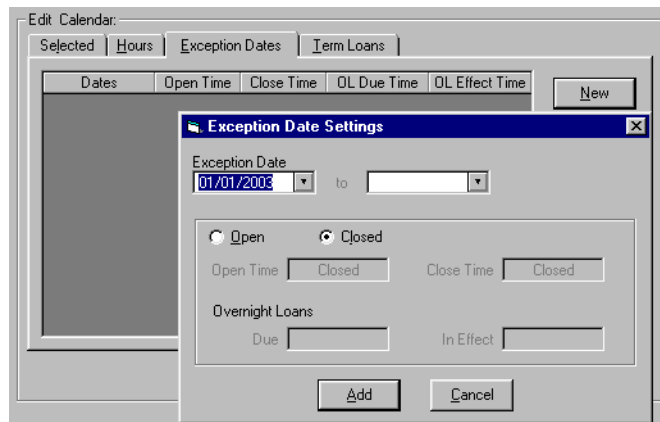 Edit Calendar:
Selected Hours Exception Dates Term Loans
Dates Open Time Close Time OL Due Time OL Effect Time
New
Exception Date Settings
Exception Date
01/01/2003 to
Open Closed
Open Time Closed Close Time Closed
Overnight Loans
Due In Effect
Add Cancel